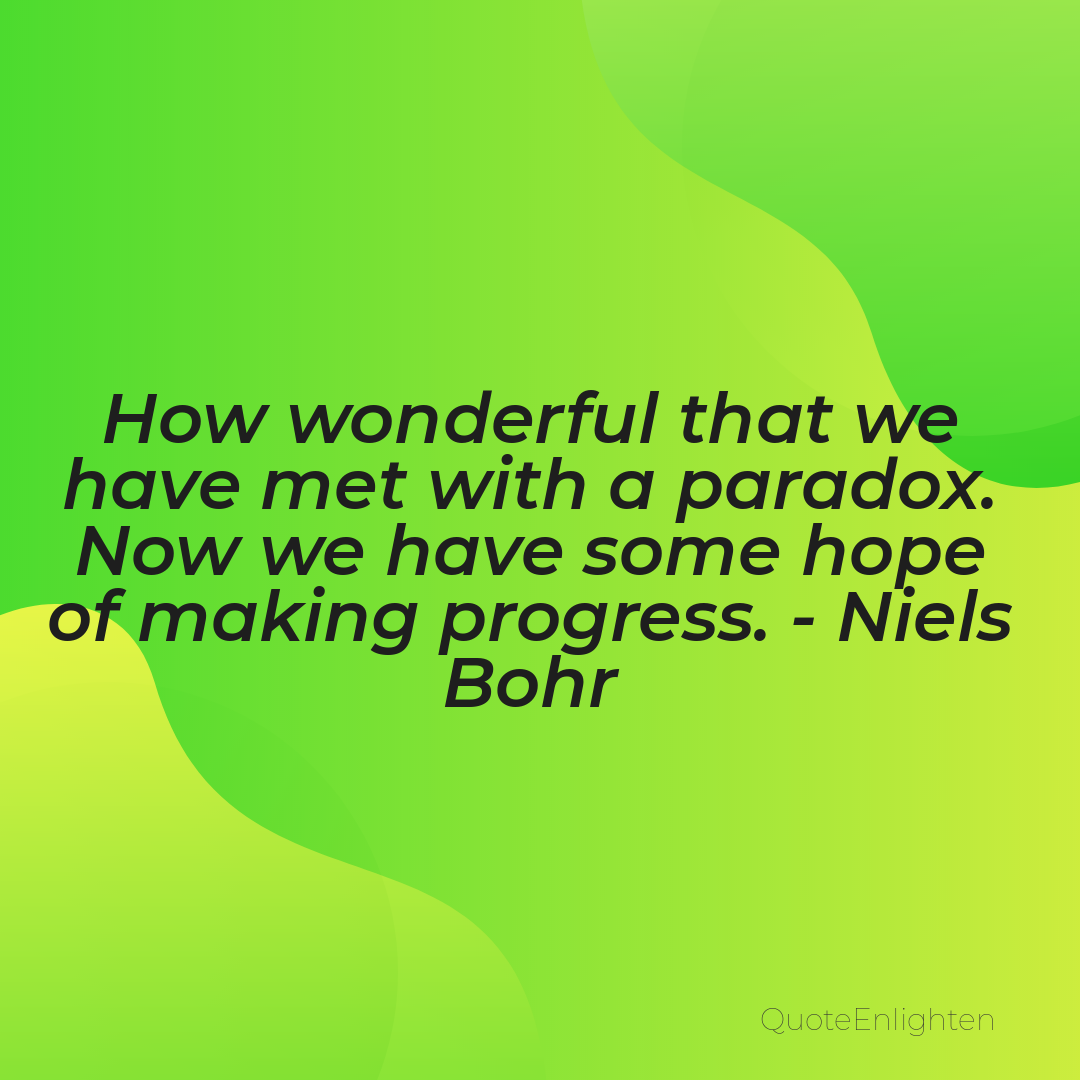 How wonderful that we
have met with a paradox.
Now we have some hope
of making progress. - Niels
Bohr
QuoteEnlighten